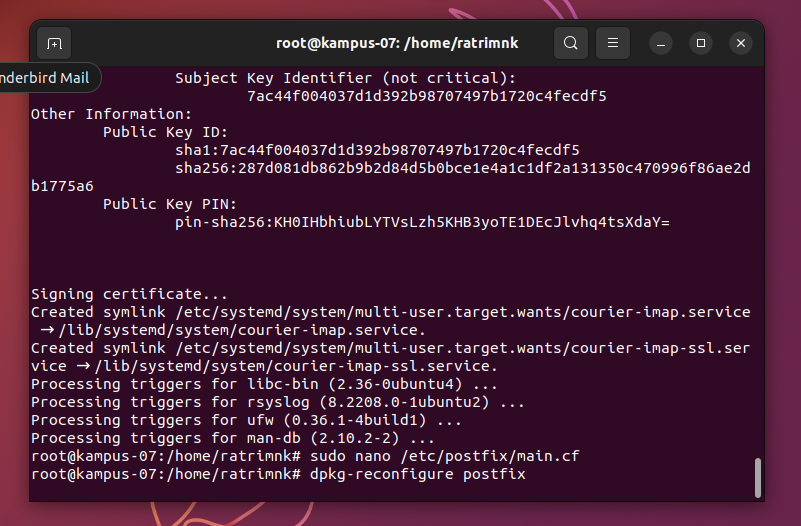 root@kampus-07: /home/ratrimnk
nderbird Mail
Subject Key Identifier (not critical):
7ac44f004037d1d392b98707497b1720c4fecdf5
Other Information:
Public Key ID:
sha1:7ac44f004037d1d392b98707497b1720c4fecdf5
sha256:287d081db862b9b2d84d5b0bce1e4a1c1df2a131350c470996f86ae2d
b1775a6
Public Key PIN:
pin-sha256:KH0IHbhiubLYTVsLzh5KHB3yoTE1DEcJlvhq4tsXdaY=
Signing certificate...
Created symlink /etc/systemd/system/multi-user.target.wants/courier-imap.service
→ /lib/systemd/system/courier-imap.service.
Created symlink /etc/systemd/system/multi-user.target.wants/courier-imap-ssl.ser
vice → /lib/systemd/system/courier-imap-ssl.service.
Processing triggers for libc-bin (2.36-0ubuntu4) ...
Processing triggers for rsyslog (8.2208.0-1ubuntu2) ...
Processing triggers for ufw (0.36.1-4build1) ...
Processing triggers for man-db (2.10.2-2) ...
root@kampus-07:/home/ratrimnk# sudo nano /etc/postfix/main.cf
root@kampus-07:/home/ratrimnk# dpkg-reconfigure postfix